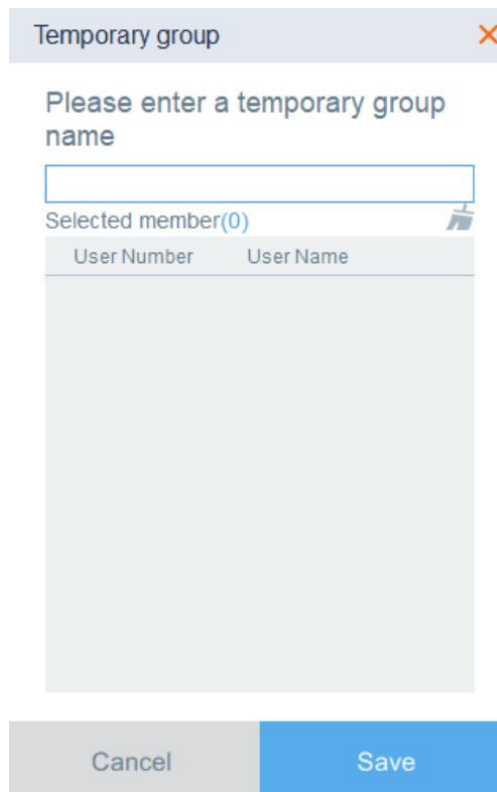 Temporary group
Please enter a temporary group
name
Selected member(0)
User Number User Name
Cancel Save